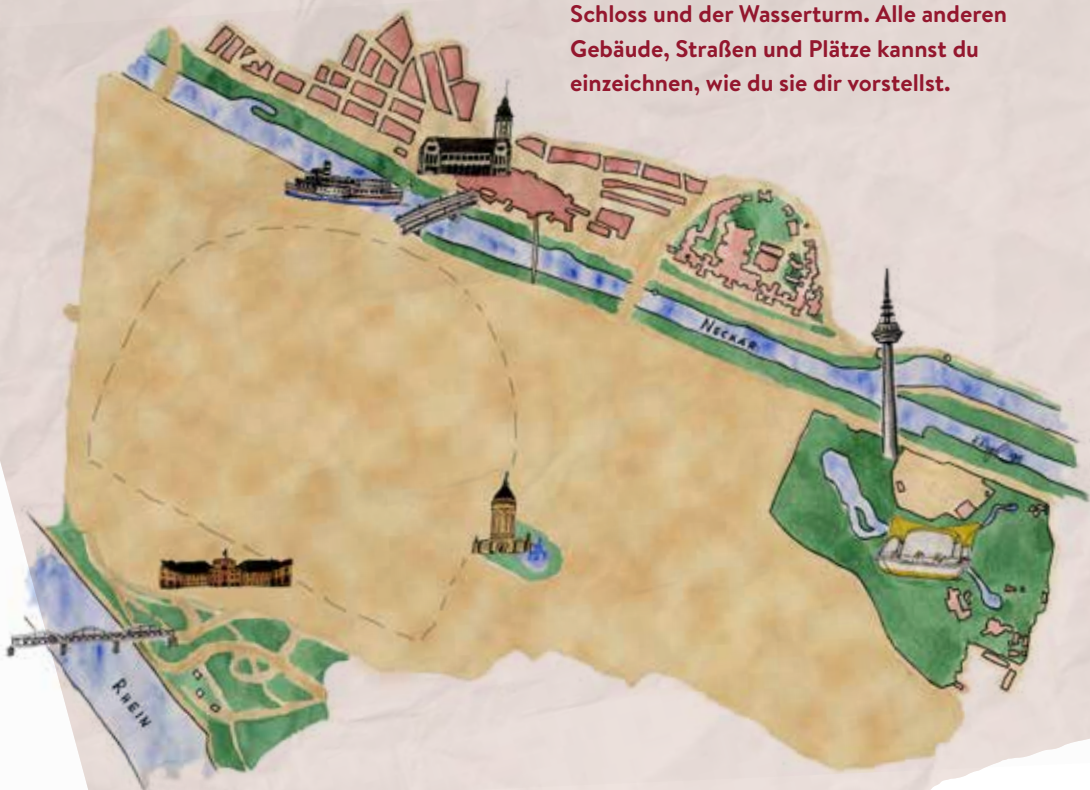 Schloss und der Wasserturm. Alle anderen
Gebäude, Straßen und Plätze kannst du
einzeichnen, wie du sie dir vorstellst.
NECKAR
RHEIN